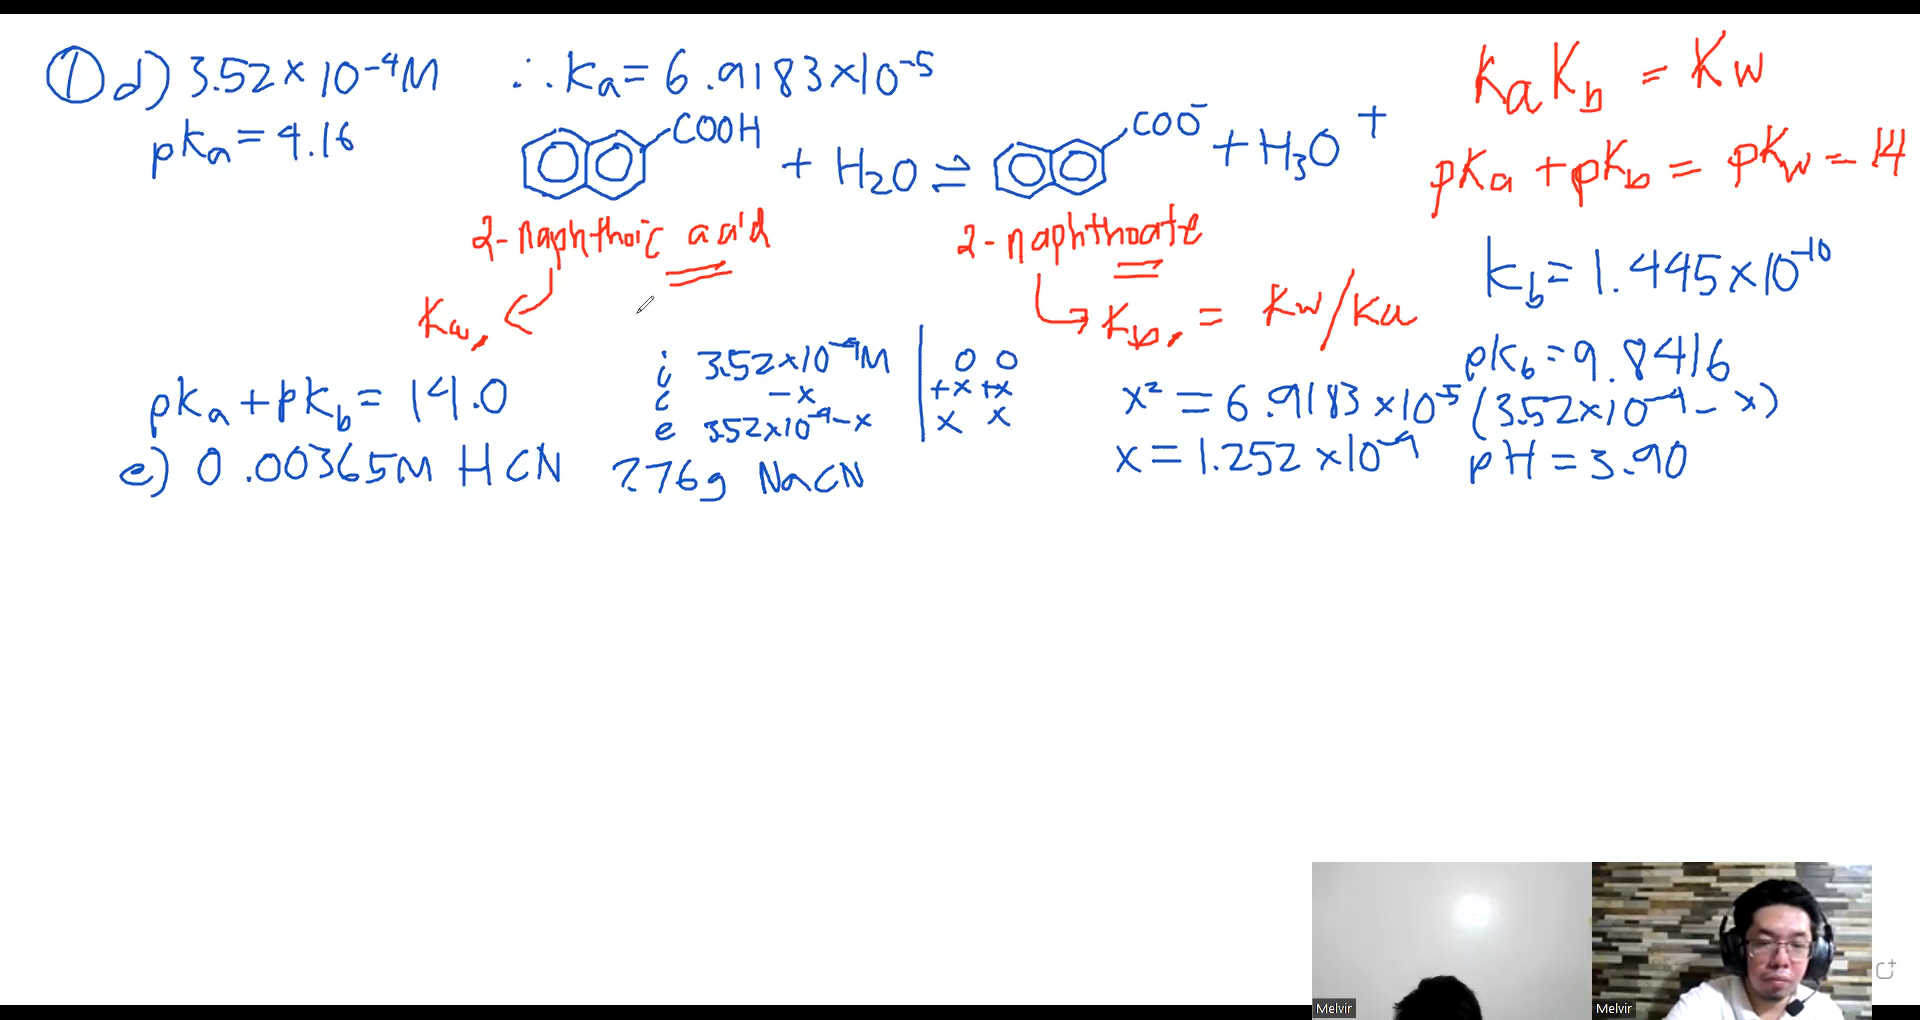 ① d) 3.52 × 10⁻⁴M ∴ Ka = 6.9183×10⁻⁵
pKa = 4.16
COOH + H₂O ⇌ COO⁻ + H₃O⁺
2-naphthoic acid
2-naphthoate
Ka
Kb = Kw/Ka
KaKb = Kw
pKa + pKb = pKw = 14
kb = 1.445×10⁻¹⁰
pKb = 9.8416
i 3.52×10⁻⁴M | 0 0
c -x | +x +x
e 3.52×10⁻⁴-x | x x
x² = 6.9183×10⁻⁵(3.52×10⁻⁴ - x)
x = 1.252×10⁻⁴ pH = 3.90
pKa + pKb = 14.0
e) 0.00365M HCN 7.76g NaCN
Melvir
Melvir